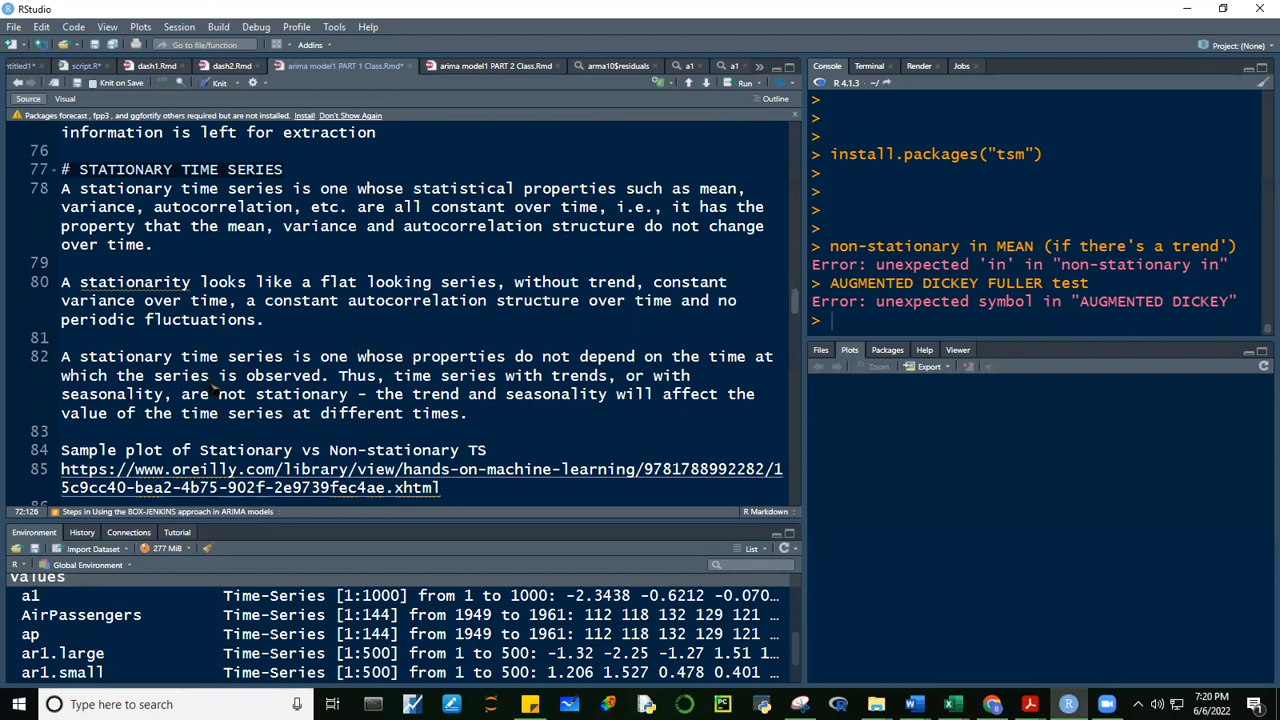 RStudio
File Edit Code View Plots Session Build Debug Profile Tools Help
Go to file/function Addins Project: (None)
ntitled1* script.R* dash1.Rmd dash2.Rmd arima model1 PART 1 Class.Rmd* arima model1 PART 2 Class.Rmd arma10$residuals a1 a1
Knit on Save Knit Run
Source Visual Outline
Packages forecast , fpp3 , and ggfortify others required but are not installed. Install Don't Show Again
information is left for extraction
76
77 # STATIONARY TIME SERIES
78 A stationary time series is one whose statistical properties such as mean,
variance, autocorrelation, etc. are all constant over time, i.e., it has the
property that the mean, variance and autocorrelation structure do not change
over time.
79
80 A stationarity looks like a flat looking series, without trend, constant
variance over time, a constant autocorrelation structure over time and no
periodic fluctuations.
81
82 A stationary time series is one whose properties do not depend on the time at
which the series is observed. Thus, time series with trends, or with
seasonality, are not stationary - the trend and seasonality will affect the
value of the time series at different times.
83
84 Sample plot of Stationary vs Non-stationary TS
85 https://www.oreilly.com/library/view/hands-on-machine-learning/9781788992282/1
5c9cc40-bea2-4b75-902f-2e9739fec4ae.xhtml
72:126 Steps in Using the BOX-JENKINS approach in ARIMA models R Markdown
Environment History Connections Tutorial
Import Dataset 277 MiB List
R Global Environment
values
a1 Time-Series [1:1000] from 1 to 1000: -2.3438 -0.6212 -0.070...
AirPassengers Time-Series [1:144] from 1949 to 1961: 112 118 132 129 121 ...
ap Time-Series [1:144] from 1949 to 1961: 112 118 132 129 121 ...
ar1.large Time-Series [1:500] from 1 to 500: -1.32 -2.25 -1.27 1.51 1...
ar1.small Time-Series [1:500] from 1 to 500: 1.206 1.527 0.478 0.401 ...
Console Terminal Render Jobs
R 4.1.3 · ~/
>
>
>
> install.packages("tsm")
>
>
>
>
> non-stationary in MEAN (if there's a trend')
Error: unexpected 'in' in "non-stationary in"
> AUGMENTED DICKEY FULLER test
Error: unexpected symbol in "AUGMENTED DICKEY"
>
Files Plots Packages Help Viewer
Zoom Export
Type here to search
7:20 PM
6/6/2022